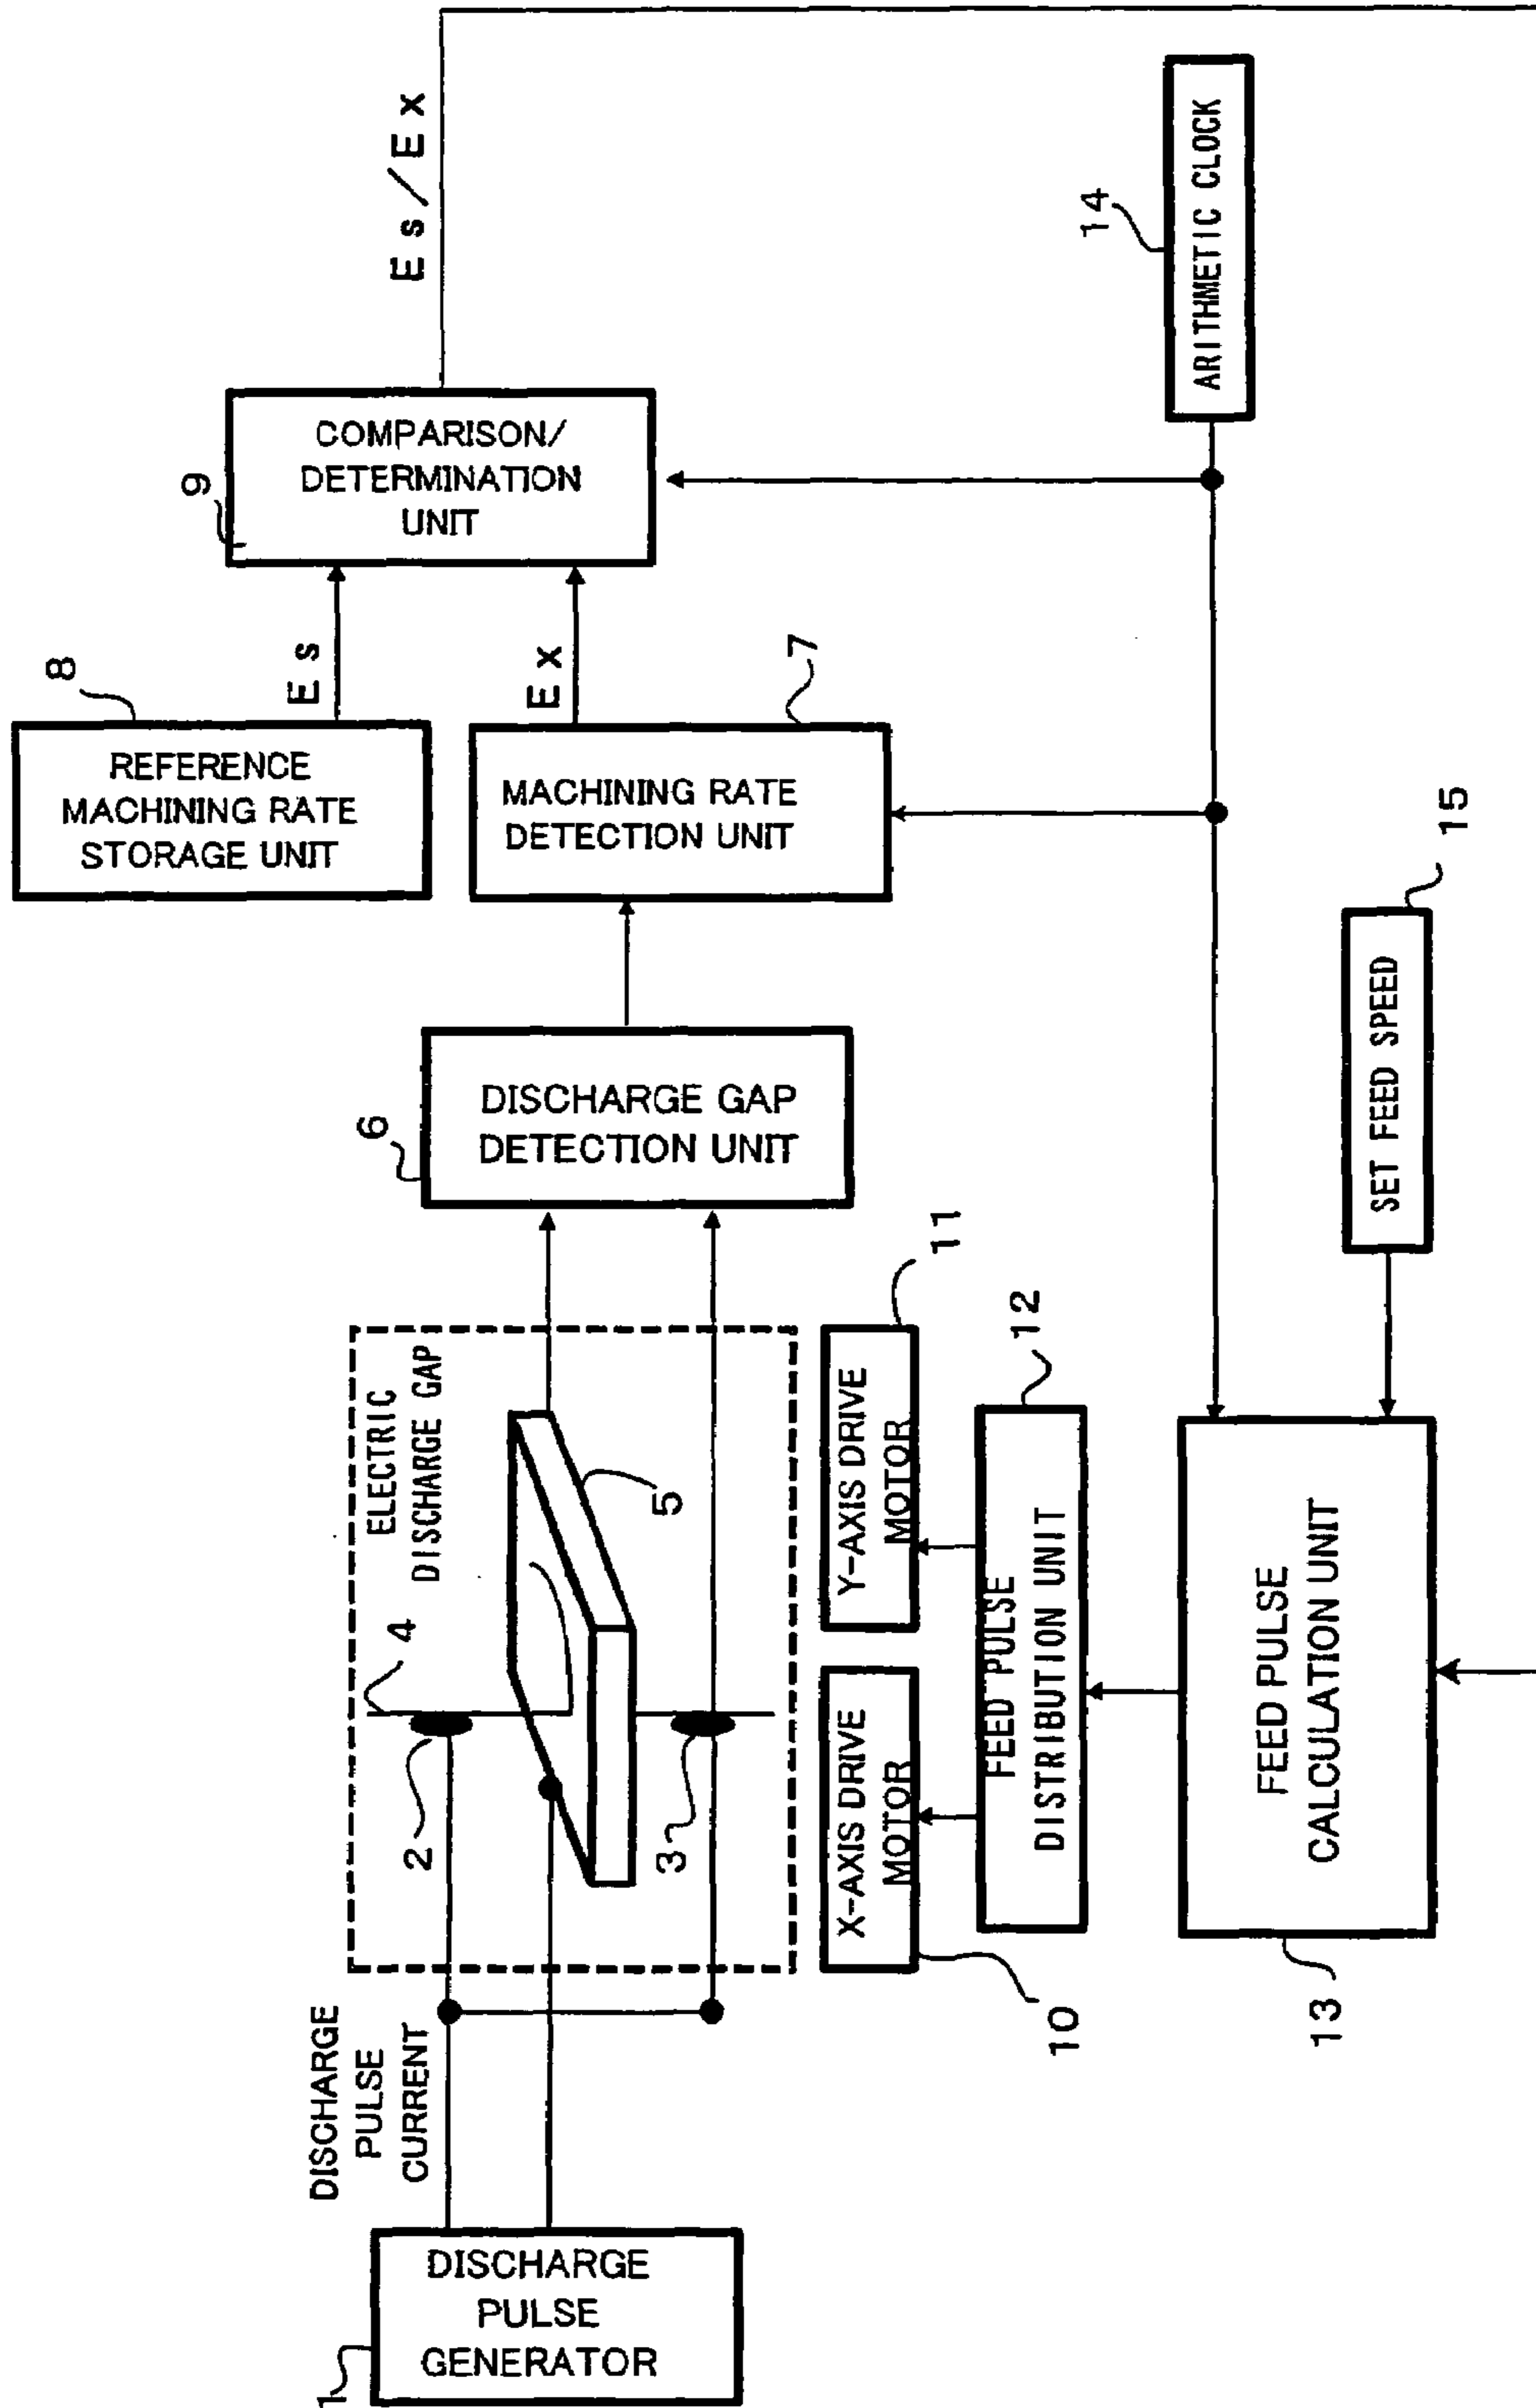 1
DISCHARGE
PULSE
GENERATOR
DISCHARGE
PULSE
CURRENT
ELECTRIC
DISCHARGE GAP
2
3
4
5
6
DISCHARGE GAP
DETECTION UNIT
7
MACHINING RATE
DETECTION UNIT
8
REFERENCE
MACHINING RATE
STORAGE UNIT
Es
Ex
9
COMPARISON/
DETERMINATION
UNIT
Es/Ex
10
X-AXIS DRIVE
MOTOR
11
Y-AXIS DRIVE
MOTOR
12
FEED PULSE
DISTRIBUTION UNIT
13
FEED PULSE
CALCULATION UNIT
14
ARITHMETIC CLOCK
15
SET FEED SPEED